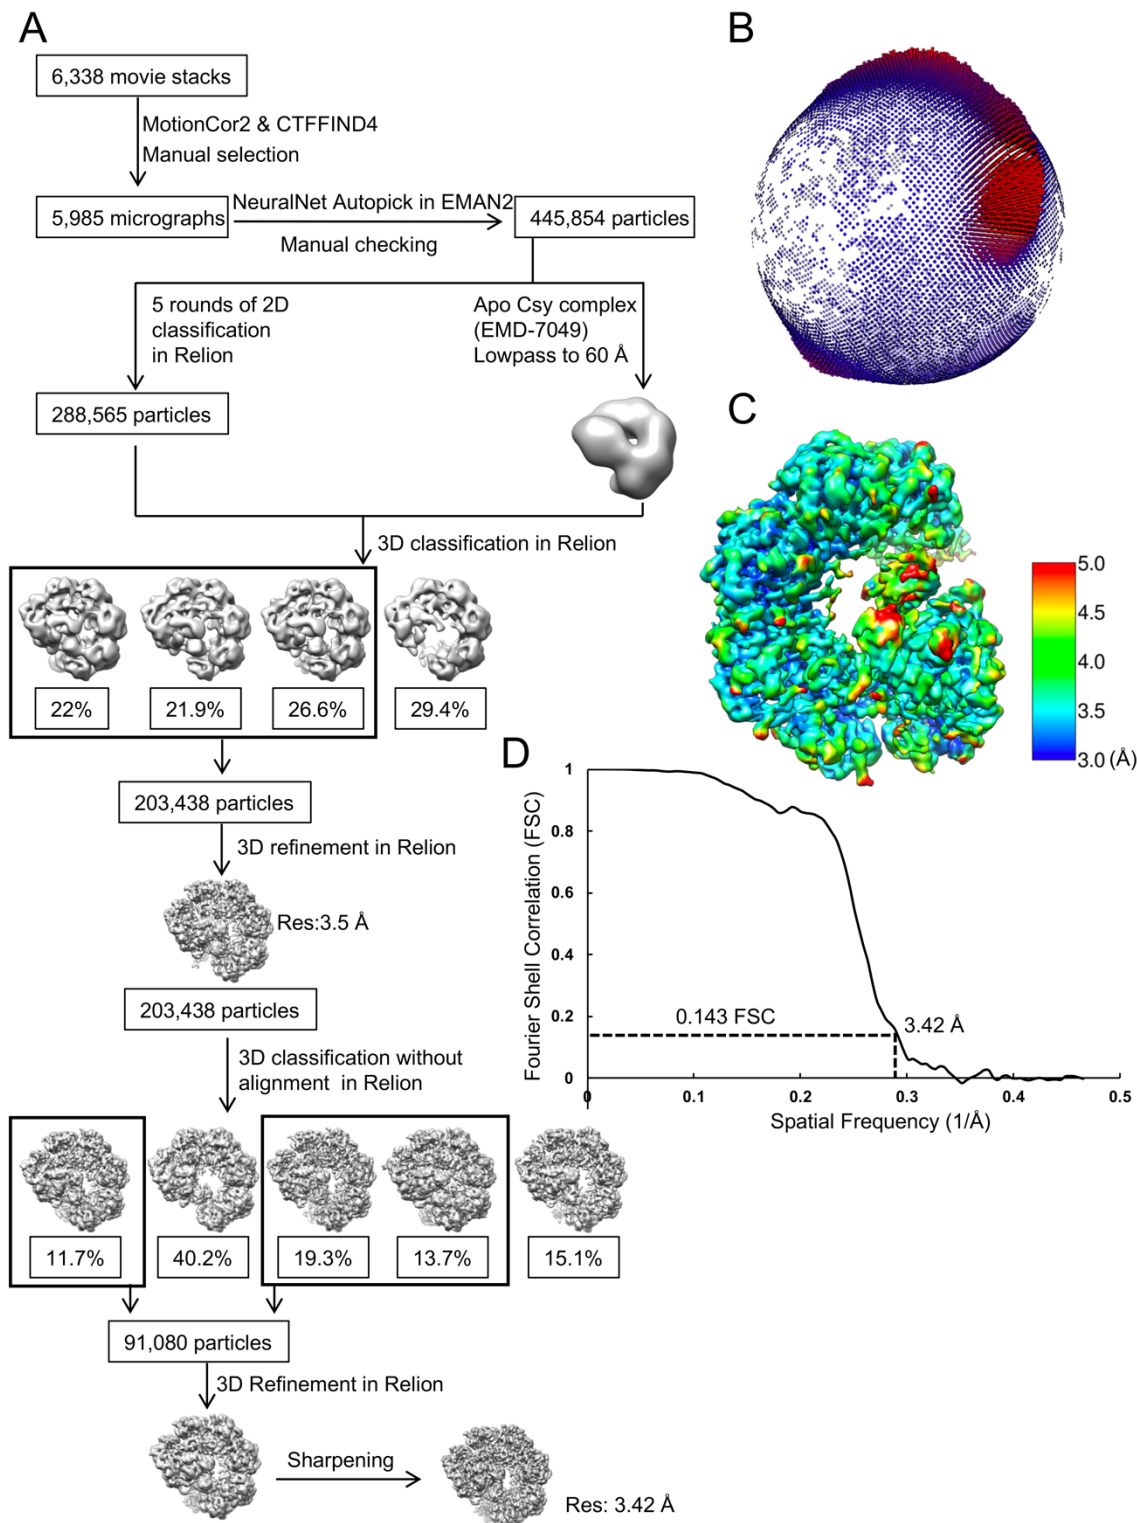 A
6,338 movie stacks
MotionCor2 & CTFFIND4
Manual selection
5,985 micrographs
NeuralNet Autopick in EMAN2
Manual checking
445,854 particles
5 rounds of 2D
classification
in Relion
Apo Csy complex
(EMD-7049)
Lowpass to 60 Å
288,565 particles
3D classification in Relion
22%
21.9%
26.6%
29.4%
203,438 particles
3D refinement in Relion
Res:3.5 Å
203,438 particles
3D classification without
alignment in Relion
11.7%
40.2%
19.3%
13.7%
15.1%
91,080 particles
3D Refinement in Relion
Sharpening
Res: 3.42 Å
B
C
5.0
4.5
4.0
3.5
3.0 (Å)
D
Fourier Shell Correlation (FSC)
1
0.8
0.6
0.4
0.2
0
0.143 FSC
3.42 Å
0
0.1
0.2
0.3
0.4
0.5
Spatial Frequency (1/Å)